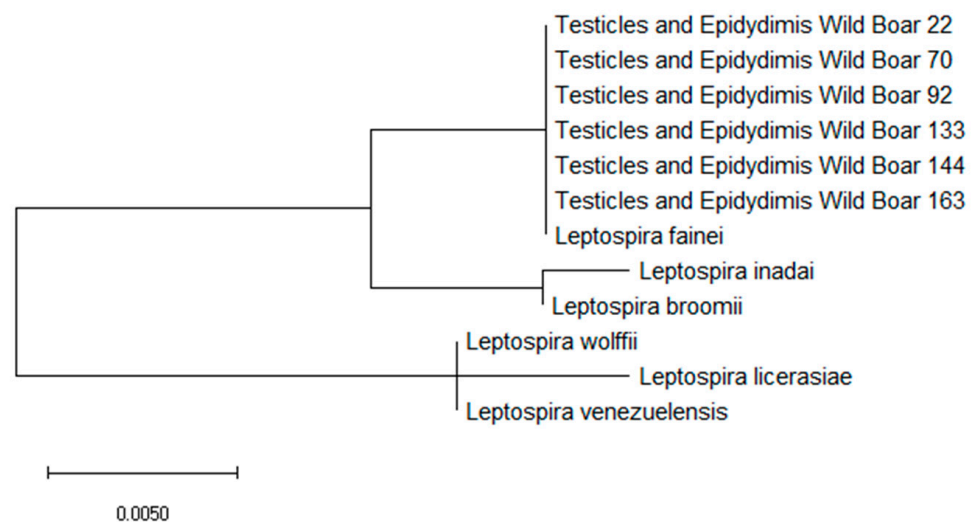 Testicles and Epidydimis Wild Boar 22
Testicles and Epidydimis Wild Boar 70
Testicles and Epidydimis Wild Boar 92
Testicles and Epidydimis Wild Boar 133
Testicles and Epidydimis Wild Boar 144
Testicles and Epidydimis Wild Boar 163
Leptospira fainei
Leptospira inadai
Leptospira broomii
Leptospira wolffii
Leptospira licerasiae
Leptospira venezuelensis
0.0050